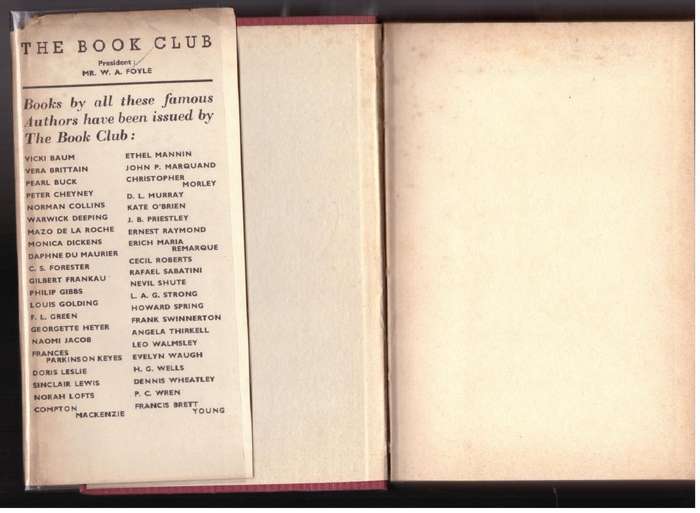 THE BOOK CLUB
President:
MR. W. A. FOYLE
Books by all these famous
Authors have been issued by
The Book Club:
VICKI BAUM
VERA BRITTAIN
PEARL BUCK
PETER CHEYNEY
NORMAN COLLINS
WARWICK DEEPING
MAZO DE LA ROCHE
MONICA DICKENS
DAPHNE DU MAURIER
C. S. FORESTER
GILBERT FRANKAU
PHILIP GIBBS
LOUIS GOLDING
F. L. GREEN
GEORGETTE HEYER
NAOMI JACOB
FRANCES
PARKINSON KEYES
DORIS LESLIE
SINCLAIR LEWIS
NORAH LOFTS
COMPTON
MACKENZIE
ETHEL MANNIN
JOHN P. MARQUAND
CHRISTOPHER
MORLEY
D. L. MURRAY
KATE O'BRIEN
J. B. PRIESTLEY
ERNEST RAYMOND
ERICH MARIA
REMARQUE
CECIL ROBERTS
RAFAEL SABATINI
NEVIL SHUTE
L. A. G. STRONG
HOWARD SPRING
FRANK SWINNERTON
ANGELA THIRKELL
LEO WALMSLEY
EVELYN WAUGH
H. G. WELLS
DENNIS WHEATLEY
P. C. WREN
FRANCIS BRETT
YOUNG